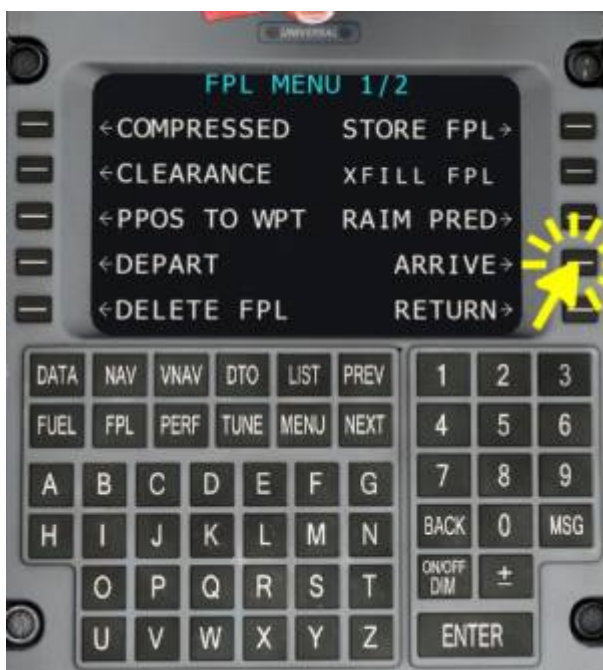 UNIVERSAL
FPL MENU 1/2
←COMPRESSED STORE FPL→
←CLEARANCE XFILL FPL
←PPOS TO WPT RAIM PRED→
←DEPART ARRIVE→
←DELETE FPL RETURN→
DATA NAV VNAV DTO LIST PREV 1 2 3
FUEL FPL PERF TUNE MENU NEXT 4 5 6
A B C D E F G 7 8 9
H I J K L M N BACK 0 MSG
O P Q R S T ON/OFF DIM ±
U V W X Y Z ENTER